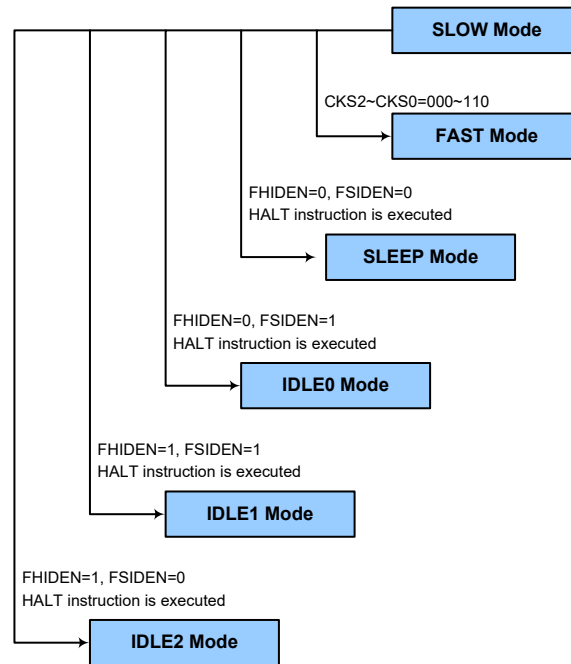 SLOW Mode
CKS2~CKS0=000~110
FAST Mode
FHIDEN=0, FSIDEN=0
HALT instruction is executed
SLEEP Mode
FHIDEN=0, FSIDEN=1
HALT instruction is executed
IDLE0 Mode
FHIDEN=1, FSIDEN=1
HALT instruction is executed
IDLE1 Mode
FHIDEN=1, FSIDEN=0
HALT instruction is executed
IDLE2 Mode